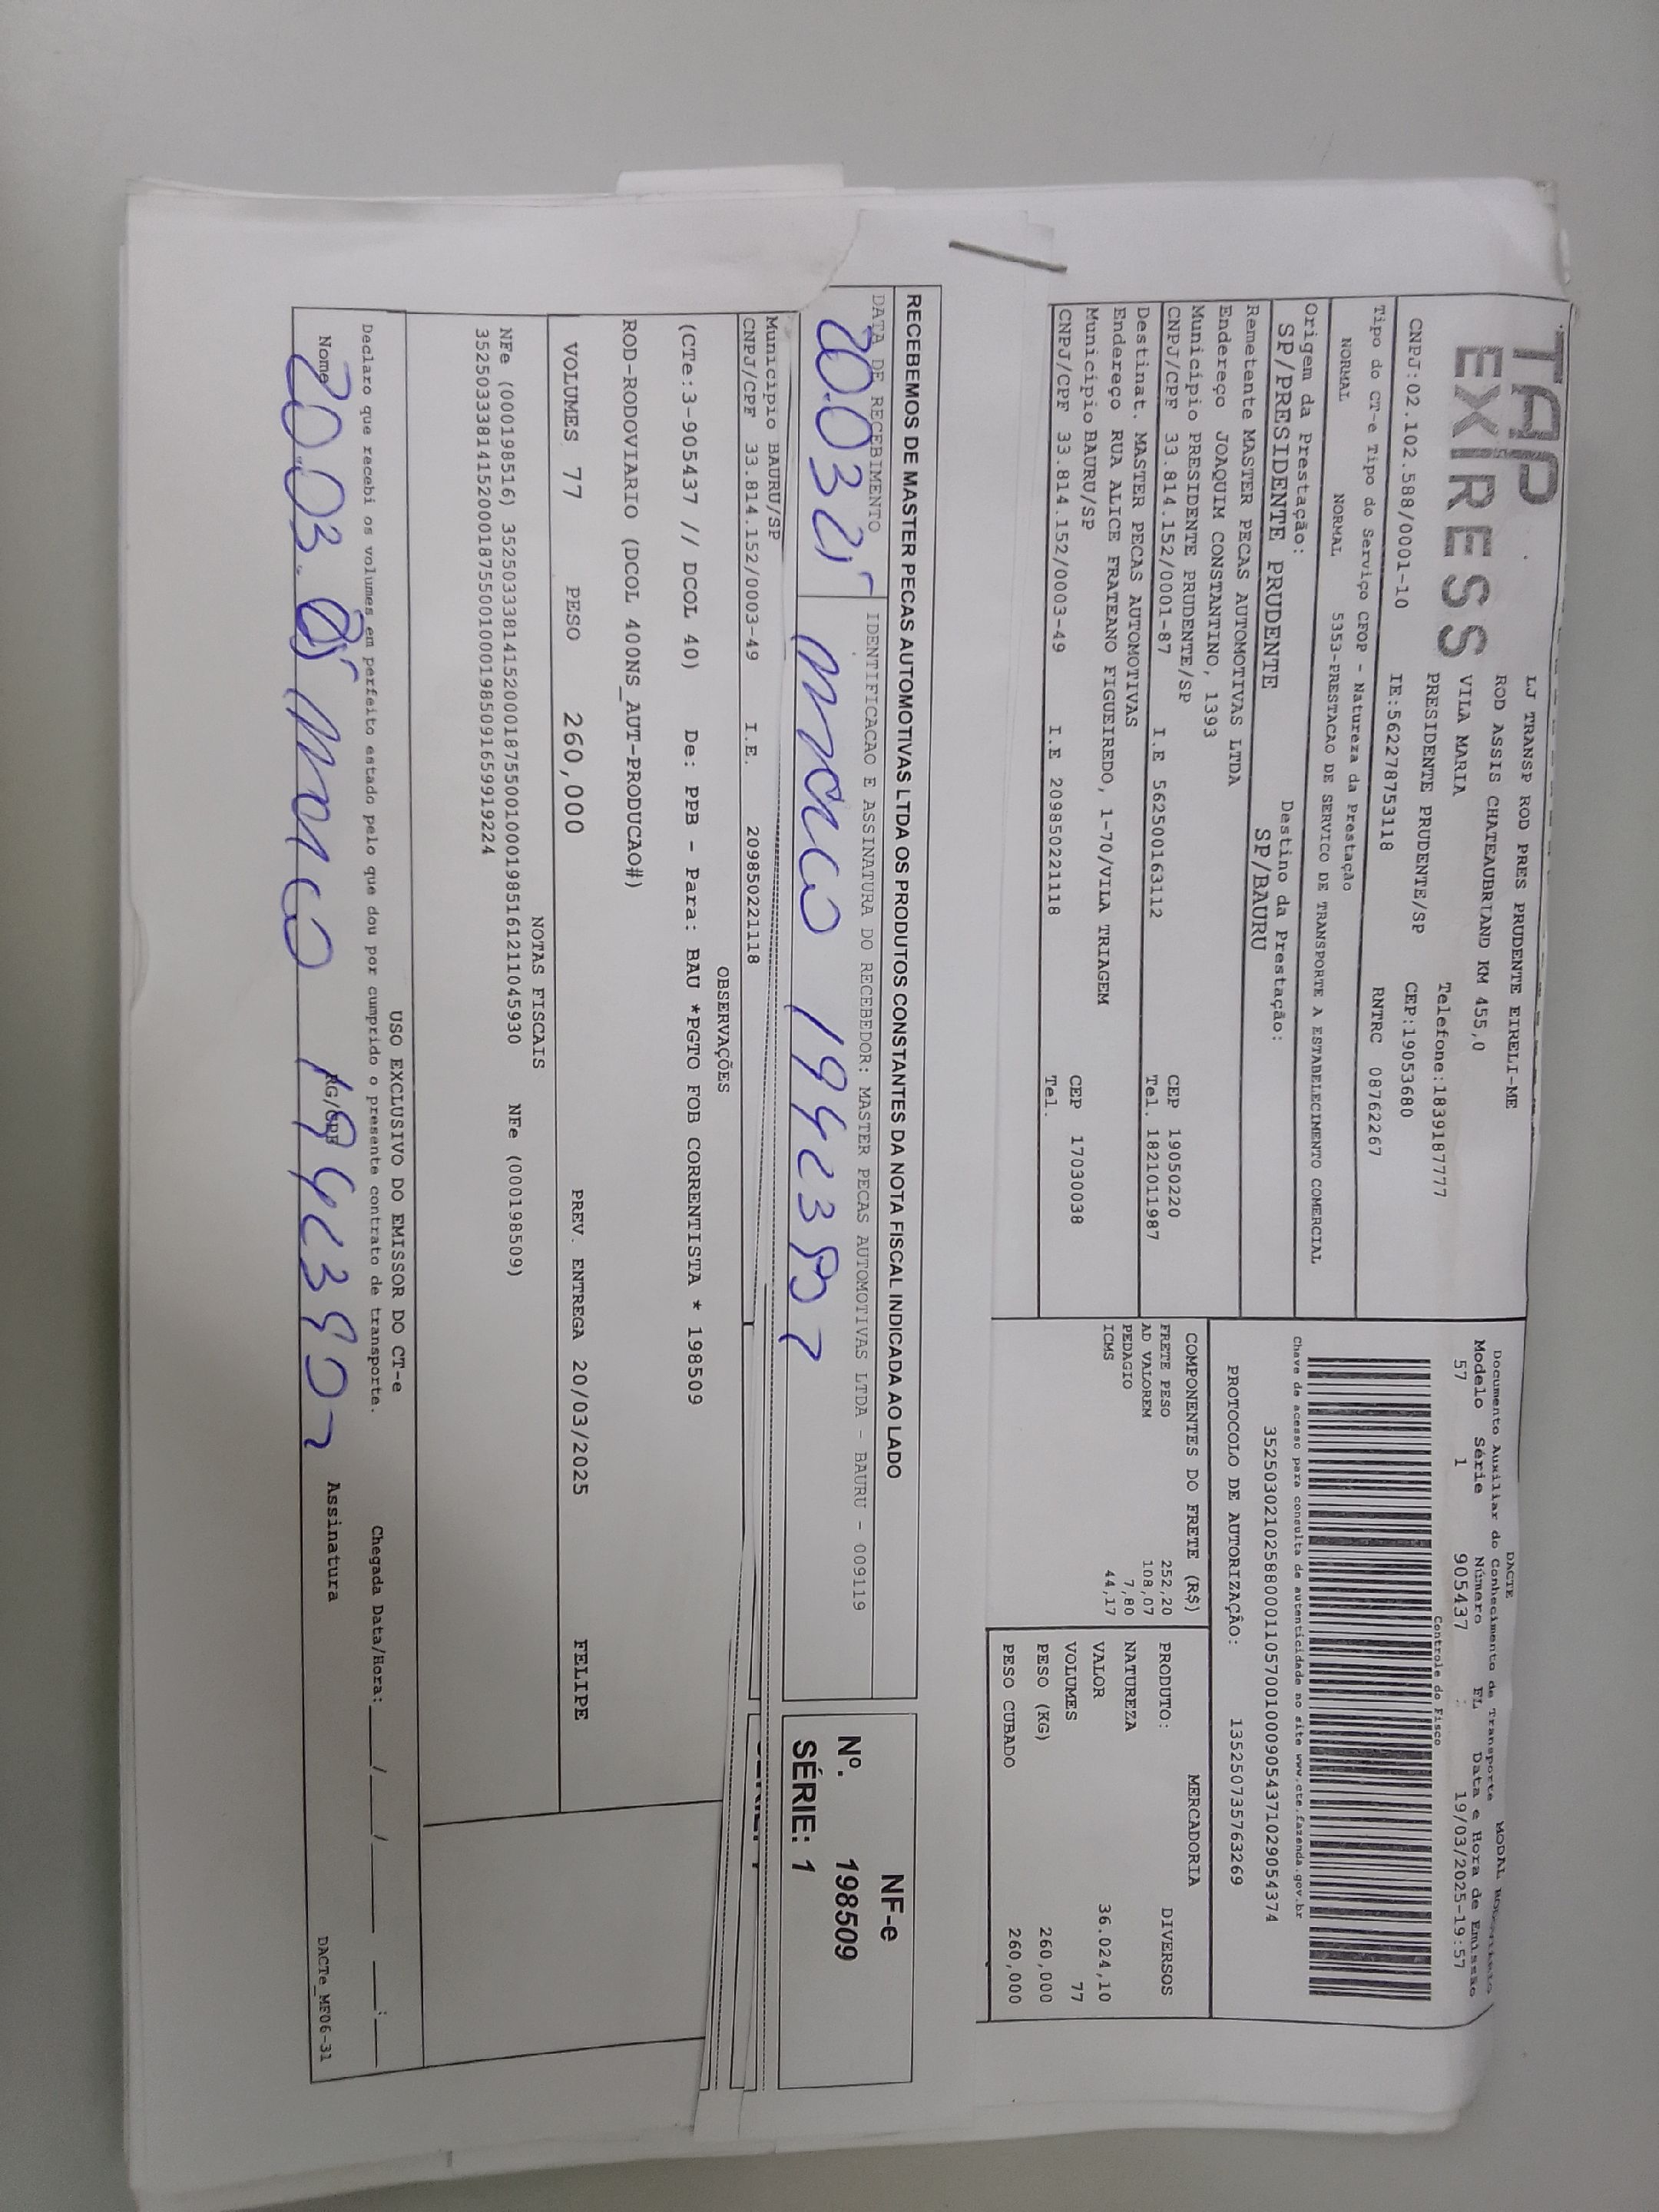 TAP
EXPRESS
LJ TRANSP ROD PRES PRUDENTE EIRELI-ME
ROD ASSIS CHATEAUBRIAND KM 455,0
VILA MARIA Telefone:1839187777
PRESIDENTE PRUDENTE/SP CEP:19053680
CNPJ:02.102.588/0001-10 IE:562278753118 RNTRC 08762267
DACTE MODAL
Documento Auxiliar do Conhecimento de Transporte
Modelo Série Número FL Data e Hora de Emissão
57 1 905437 19/03/2025-19:57
Controle do Fisco
Chave de acesso para consulta de autenticidade no site www.cte.fazenda.gov.br
35250302102588000110570010009054371029054374
PROTOCOLO DE AUTORIZAÇÃO: 135250735763269
Tipo do CT-e Tipo do Serviço CFOP - Natureza da Prestação
NORMAL NORMAL 5353-PRESTACAO DE SERVICO DE TRANSPORTE A ESTABELECIMENTO COMERCIAL
Origem da Prestação: Destino da Prestação:
SP/PRESIDENTE PRUDENTE SP/BAURU
Remetente MASTER PECAS AUTOMOTIVAS LTDA
Endereço JOAQUIM CONSTANTINO, 1393
Municipio PRESIDENTE PRUDENTE/SP CEP 19050220
CNPJ/CPF 33.814.152/0001-87 I.E 562500163112 Tel. 1821011987
Destinat. MASTER PECAS AUTOMOTIVAS
Endereço RUA ALICE FRATEANO FIGUEIREDO, 1-70/VILA TRIAGEM
Municipio BAURU/SP CEP 17030038
CNPJ/CPF 33.814.152/0003-49 I.E 209850221118 Tel.
COMPONENTES DO FRETE (R$)
FRETE PESO 252,20
AD VALOREM 108,07
PEDAGIO 7,80
ICMS 44,17
MERCADORIA
PRODUTO: DIVERSOS
NATUREZA
VALOR 36.024,10
VOLUMES 77
PESO (KG) 260,000
PESO CUBADO 260,000
RECEBEMOS DE MASTER PECAS AUTOMOTIVAS LTDA OS PRODUTOS CONSTANTES DA NOTA FISCAL INDICADA AO LADO
DATA DE RECEBIMENTO IDENTIFICACAO E ASSINATURA DO RECEBEDOR: MASTER PECAS AUTOMOTIVAS LTDA - BAURU - 009119
20.03 25
NF-e
Nº. 198509
SÉRIE: 1
Municipio BAURU/SP
CNPJ/CPF 33.814.152/0003-49 I.E. 209850221118
OBSERVAÇÕES
(CTe:3-905437 // DCOL 40) De: PPB - Para: BAU *PGTO FOB CORRENTISTA * 198509
ROD-RODOVIARIO (DCOL 400NS_AUT-PRODUCAO#)
VOLUMES 77 PESO 260,000 PREV. ENTREGA 20/03/2025 FELIPE
NOTAS FISCAIS
NFe (000198516) 35250333814152000187550010001985161211045930 NFe (000198509)
35250333814152000187550010001985091659919224
USO EXCLUSIVO DO EMISSOR DO CT-e
Declaro que recebi os volumes em perfeito estado pelo que dou por cumprido o presente contrato de transporte. Chegada Data/Hora:___/___/___ __:__
Nome RG/CPF Assinatura
20 03.
DACTe_MF06-31